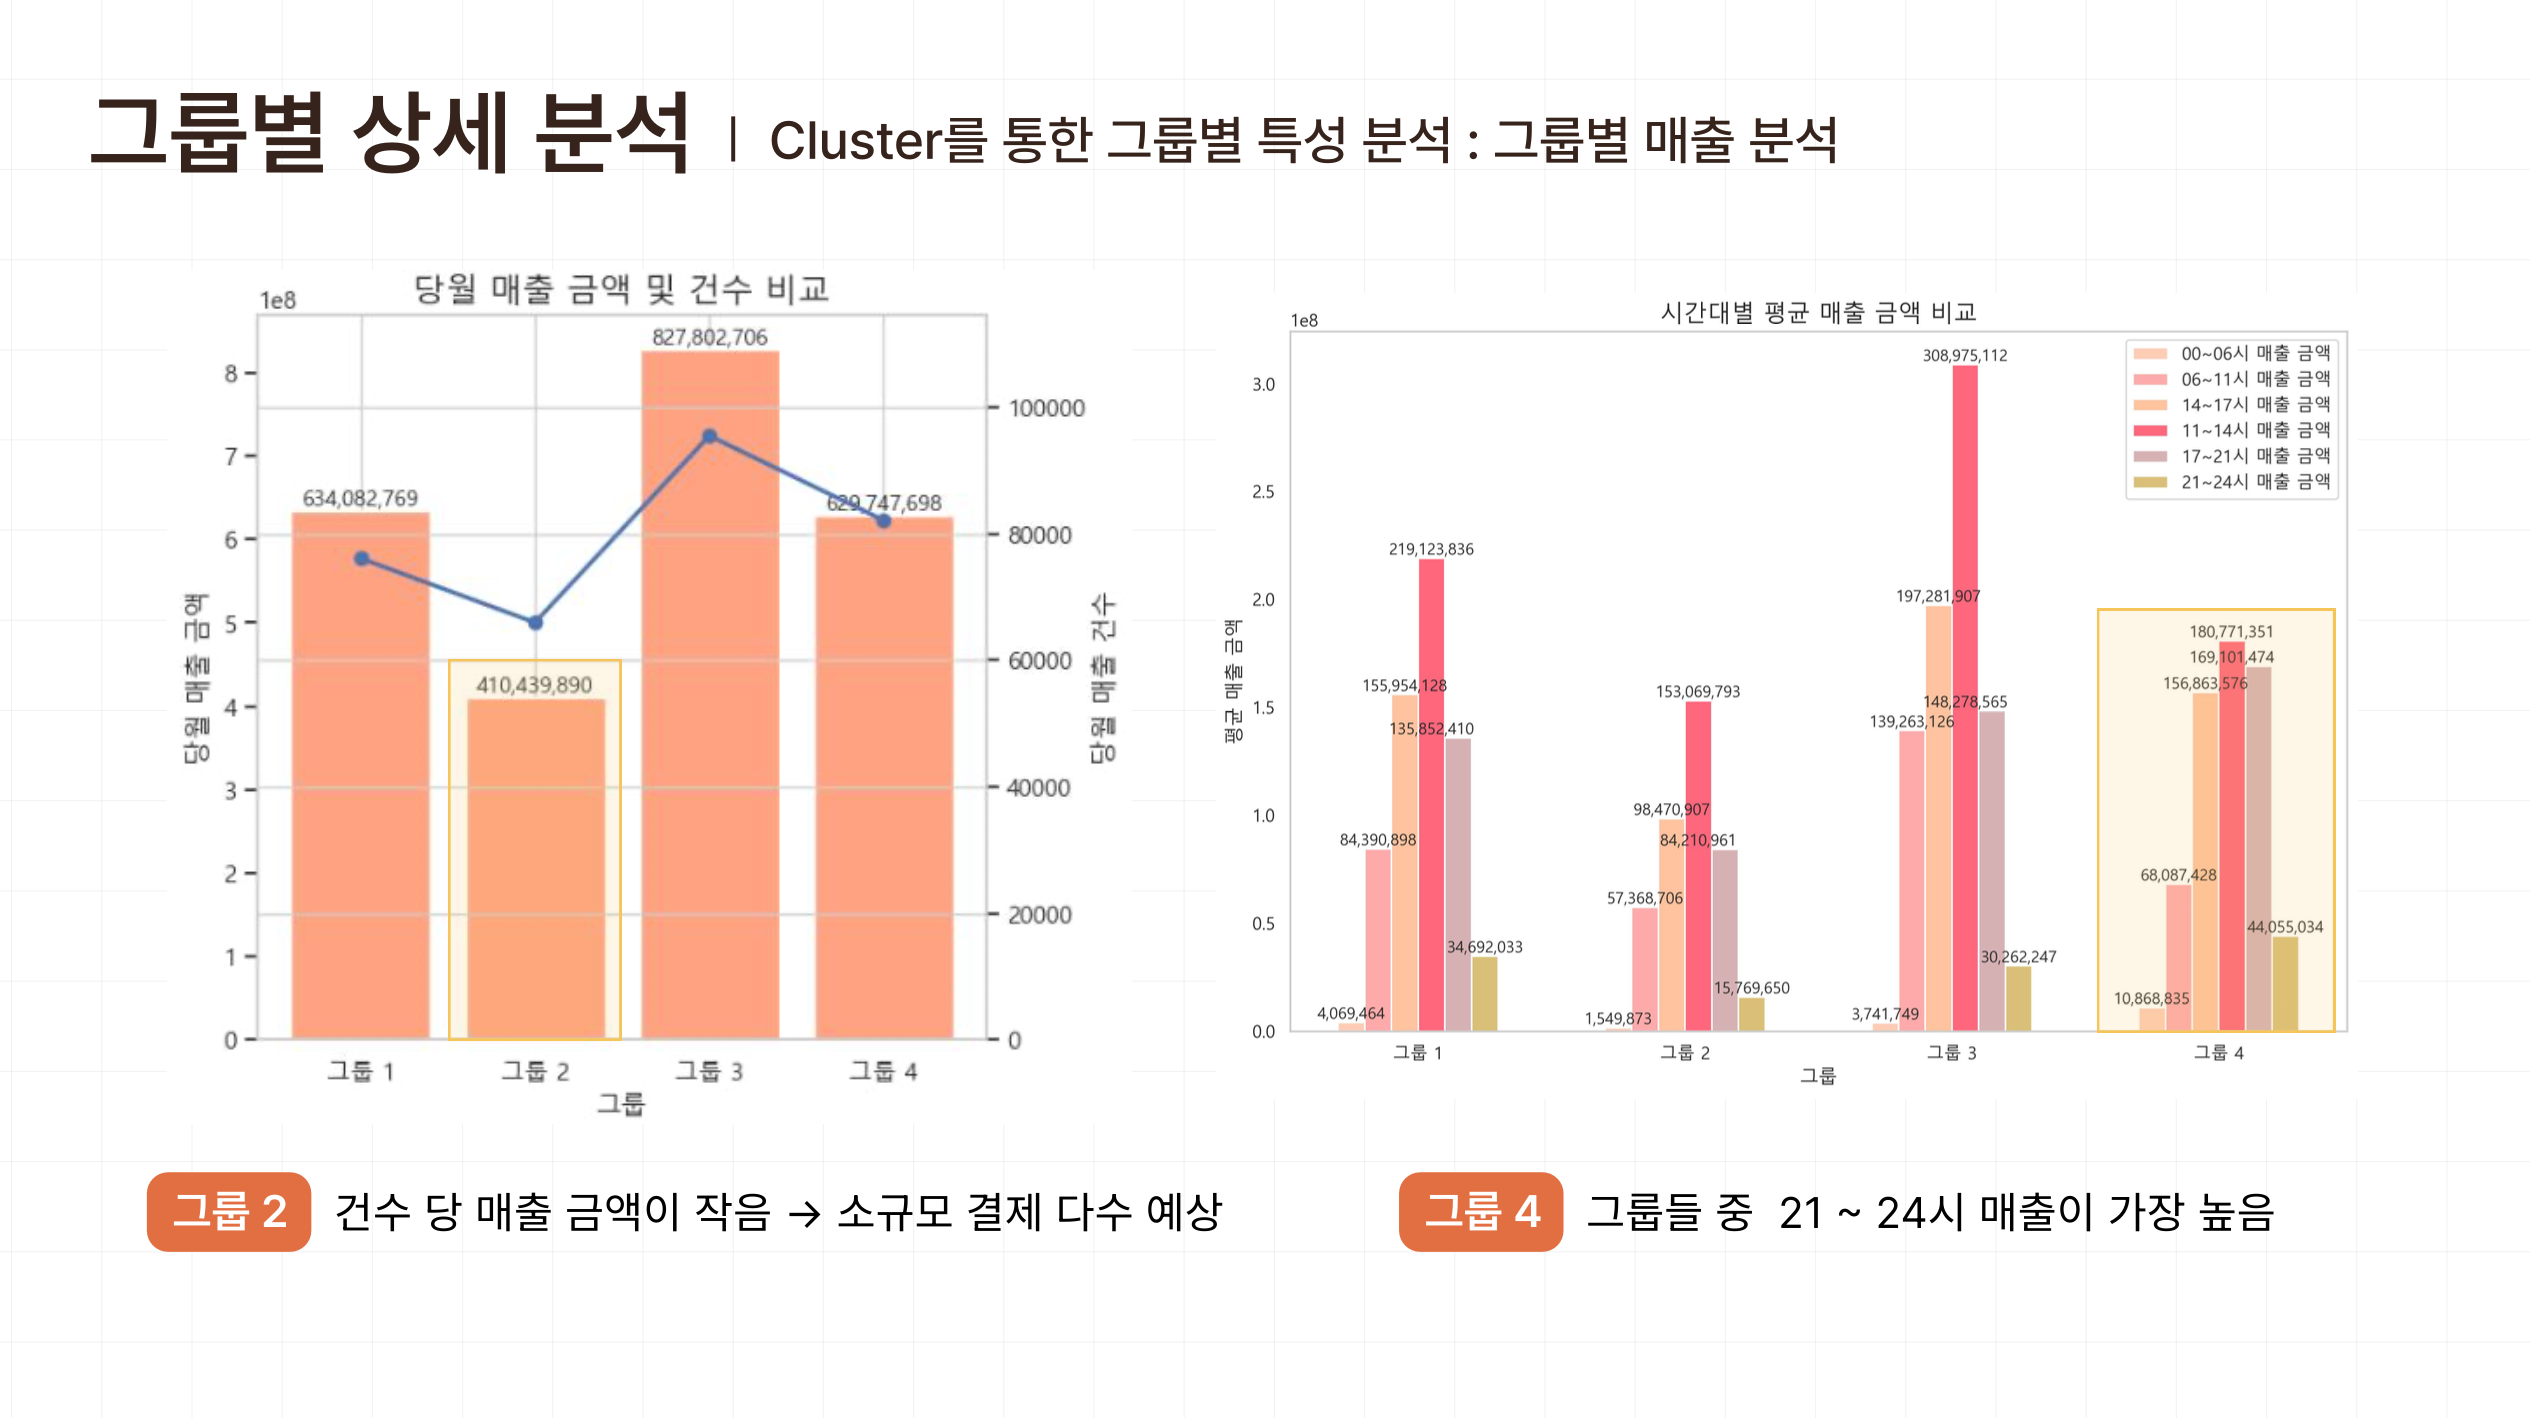 그룹별 상세 분석 | Cluster를 통한 그룹별 특성 분석 : 그룹별 매출 분석
당월 매출 금액 및 건수 비교
1e8
당월 매출 금액
8
7
6
5
4
3
2
1
0
634,082,769
410,439,890
827,802,706
629,747,698
100000
80000
60000
40000
20000
0
당월 매출 건수
그룹 1
그룹 2
그룹 3
그룹 4
그룹
시간대별 평균 매출 금액 비교
1e8
평균 매출 금액
3.0
2.5
2.0
1.5
1.0
0.5
0.0
00~06시 매출 금액
06~11시 매출 금액
14~17시 매출 금액
11~14시 매출 금액
17~21시 매출 금액
21~24시 매출 금액
4,069,464
84,390,898
155,954,128
219,123,836
135,852,410
34,692,033
1,549,873
57,368,706
98,470,907
153,069,793
84,210,961
15,769,650
3,741,749
139,263,126
197,281,907
308,975,112
148,278,565
30,262,247
10,868,835
68,087,428
156,863,576
180,771,351
169,101,474
44,055,034
그룹 1
그룹 2
그룹 3
그룹 4
그룹
그룹 2 건수 당 매출 금액이 작음 → 소규모 결제 다수 예상
그룹 4 그룹들 중 21 ~ 24시 매출이 가장 높음